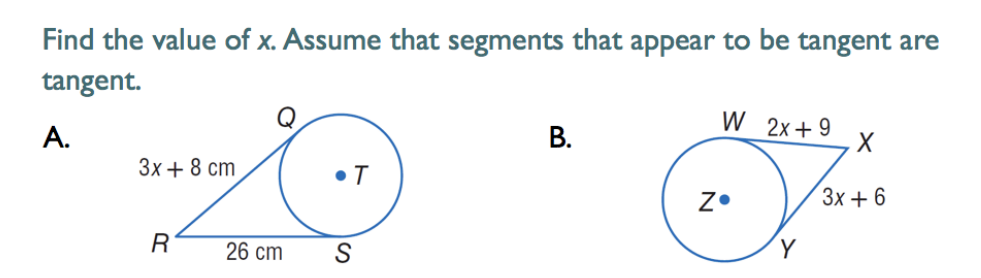 Find the value of x. Assume that segments that appear to be tangent are
tangent.
A.
Q
3x + 8 cm
T
R
26 cm
S
B.
W
2x + 9
X
Z
3x + 6
Y